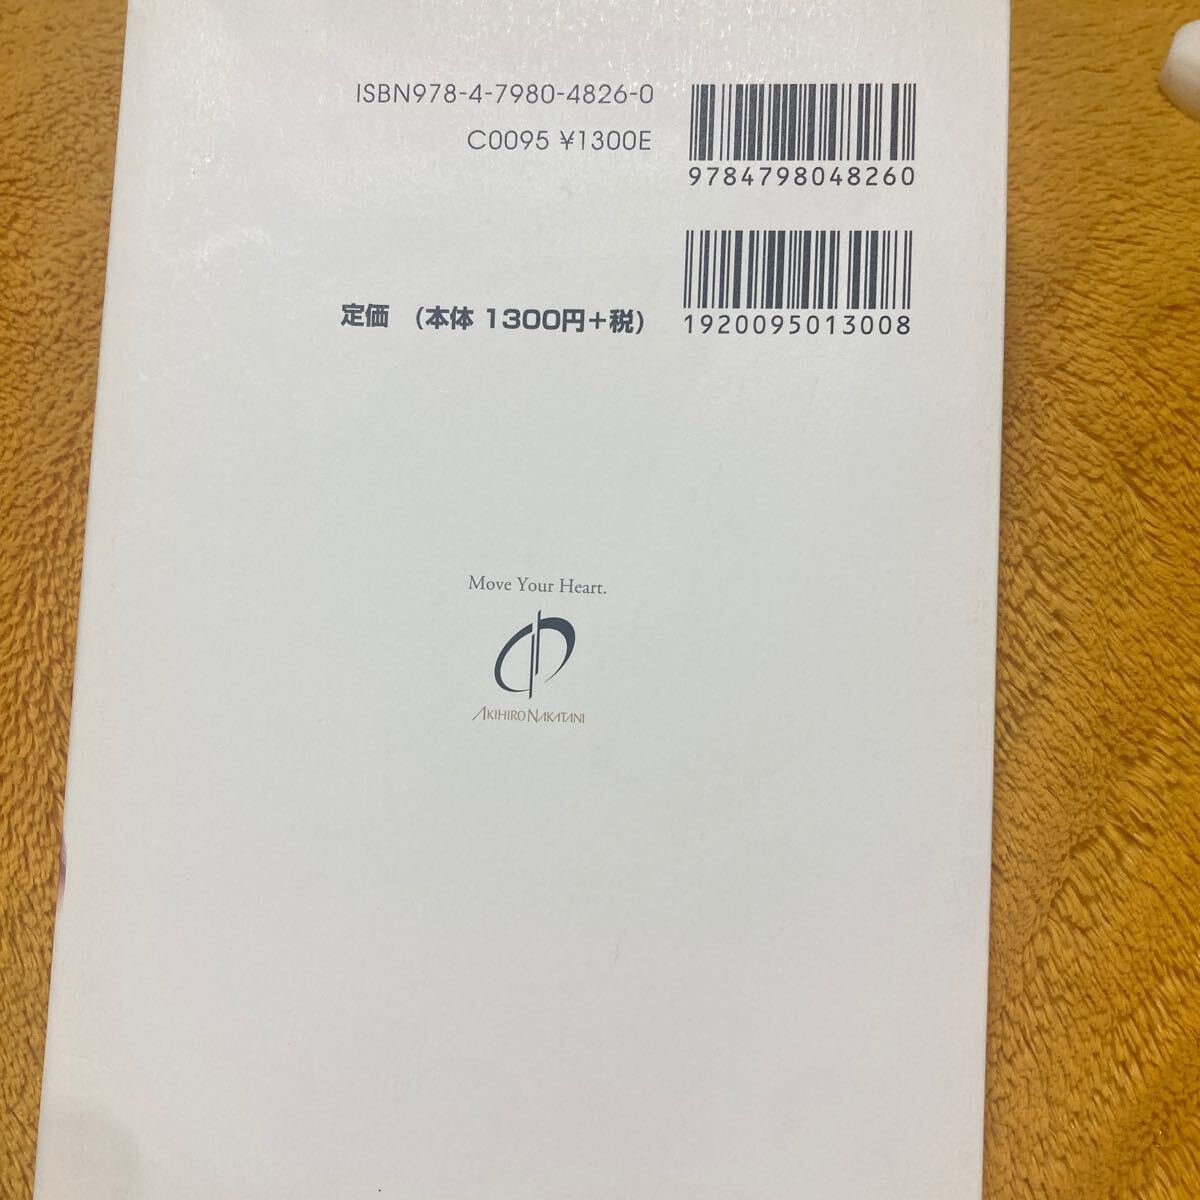 ISBN978-4-7980-4826-0
C0095 ¥1300E
9784798048260
定価 (本体 1300円+税)
1920095013008
Move Your Heart.
AKIHIRO NAKATANI